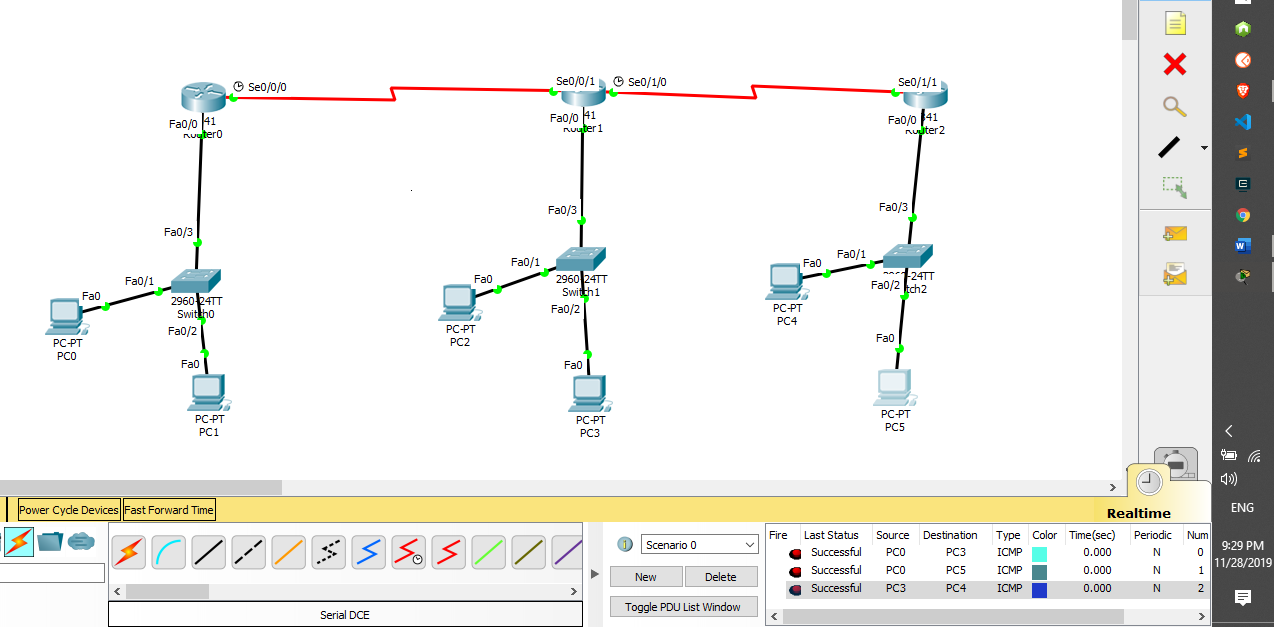 Se0/0/0
Se0/0/1
Se0/1/0
Se0/1/1
Fa0/0 41
Router0
Fa0/0 41
Router1
Fa0/0 341
Router2
Fa0/3
Fa0/3
Fa0/3
Fa0/1
Fa0
2960-24TT
Switch0
Fa0/2
Fa0
PC-PT
PC0
PC-PT
PC1
Fa0/1
Fa0
2960-24TT
Switch1
Fa0/2
Fa0
PC-PT
PC2
PC-PT
PC3
Fa0/1
Fa0
2960-24TT
Fa0/2 tch2
Fa0
PC-PT
PC4
PC-PT
PC5
Power Cycle Devices Fast Forward Time
Realtime
Serial DCE
Scenario 0
New Delete
Toggle PDU List Window
Fire Last Status Source Destination Type Color Time(sec) Periodic Num
Successful PC0 PC3 ICMP 0.000 N 0
Successful PC0 PC5 ICMP 0.000 N 1
Successful PC3 PC4 ICMP 0.000 N 2
ENG
9:29 PM
11/28/2019